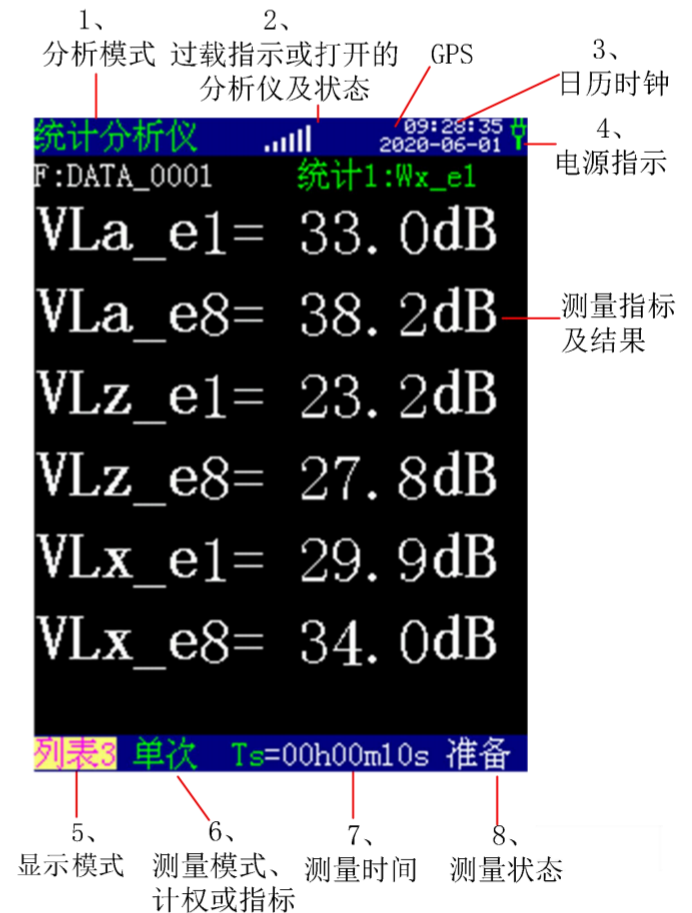 1、
分析模式
2、
过载指示或打开的
分析仪及状态
GPS
3、
日历时钟
4、
电源指示
统计分析仪
09:28:35
2020-06-01
F:DATA_0001
统计1:Wx_e1
VLa_e1= 33.0dB
VLa_e8= 38.2dB
测量指标
及结果
VLz_e1= 23.2dB
VLz_e8= 27.8dB
VLx_e1= 29.9dB
VLx_e8= 34.0dB
列表3 单次 Ts=00h00m10s 准备
5、
显示模式
6、
测量模式、
计权或指标
7、
测量时间
8、
测量状态